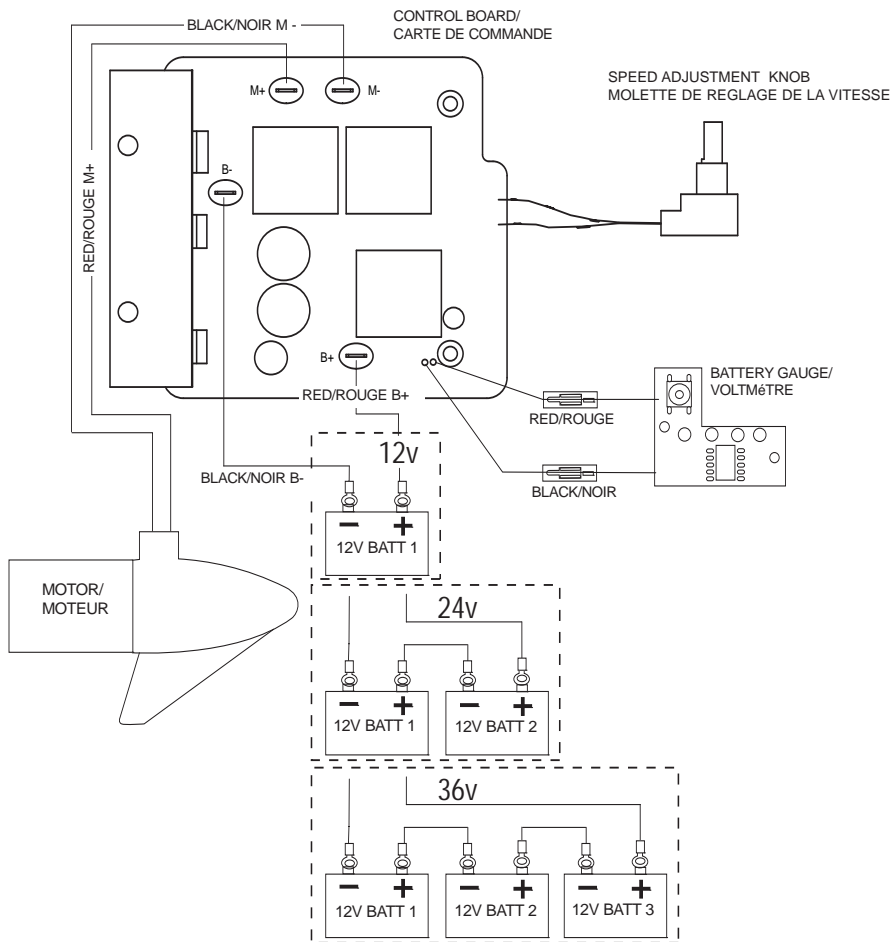 BLACK/NOIR M -
CONTROL BOARD/
CARTE DE COMMANDE
SPEED ADJUSTMENT KNOB
MOLETTE DE REGLAGE DE LA VITESSE
M+
M-
B-
RED/ROUGE M+
B+
RED/ROUGE B+
BATTERY GAUGE/
VOLTMéTRE
RED/ROUGE
BLACK/NOIR
BLACK/NOIR B-
12v
- +
12V BATT 1
MOTOR/
MOTEUR
24v
- + - +
12V BATT 1 12V BATT 2
36v
- + - + - +
12V BATT 1 12V BATT 2 12V BATT 3